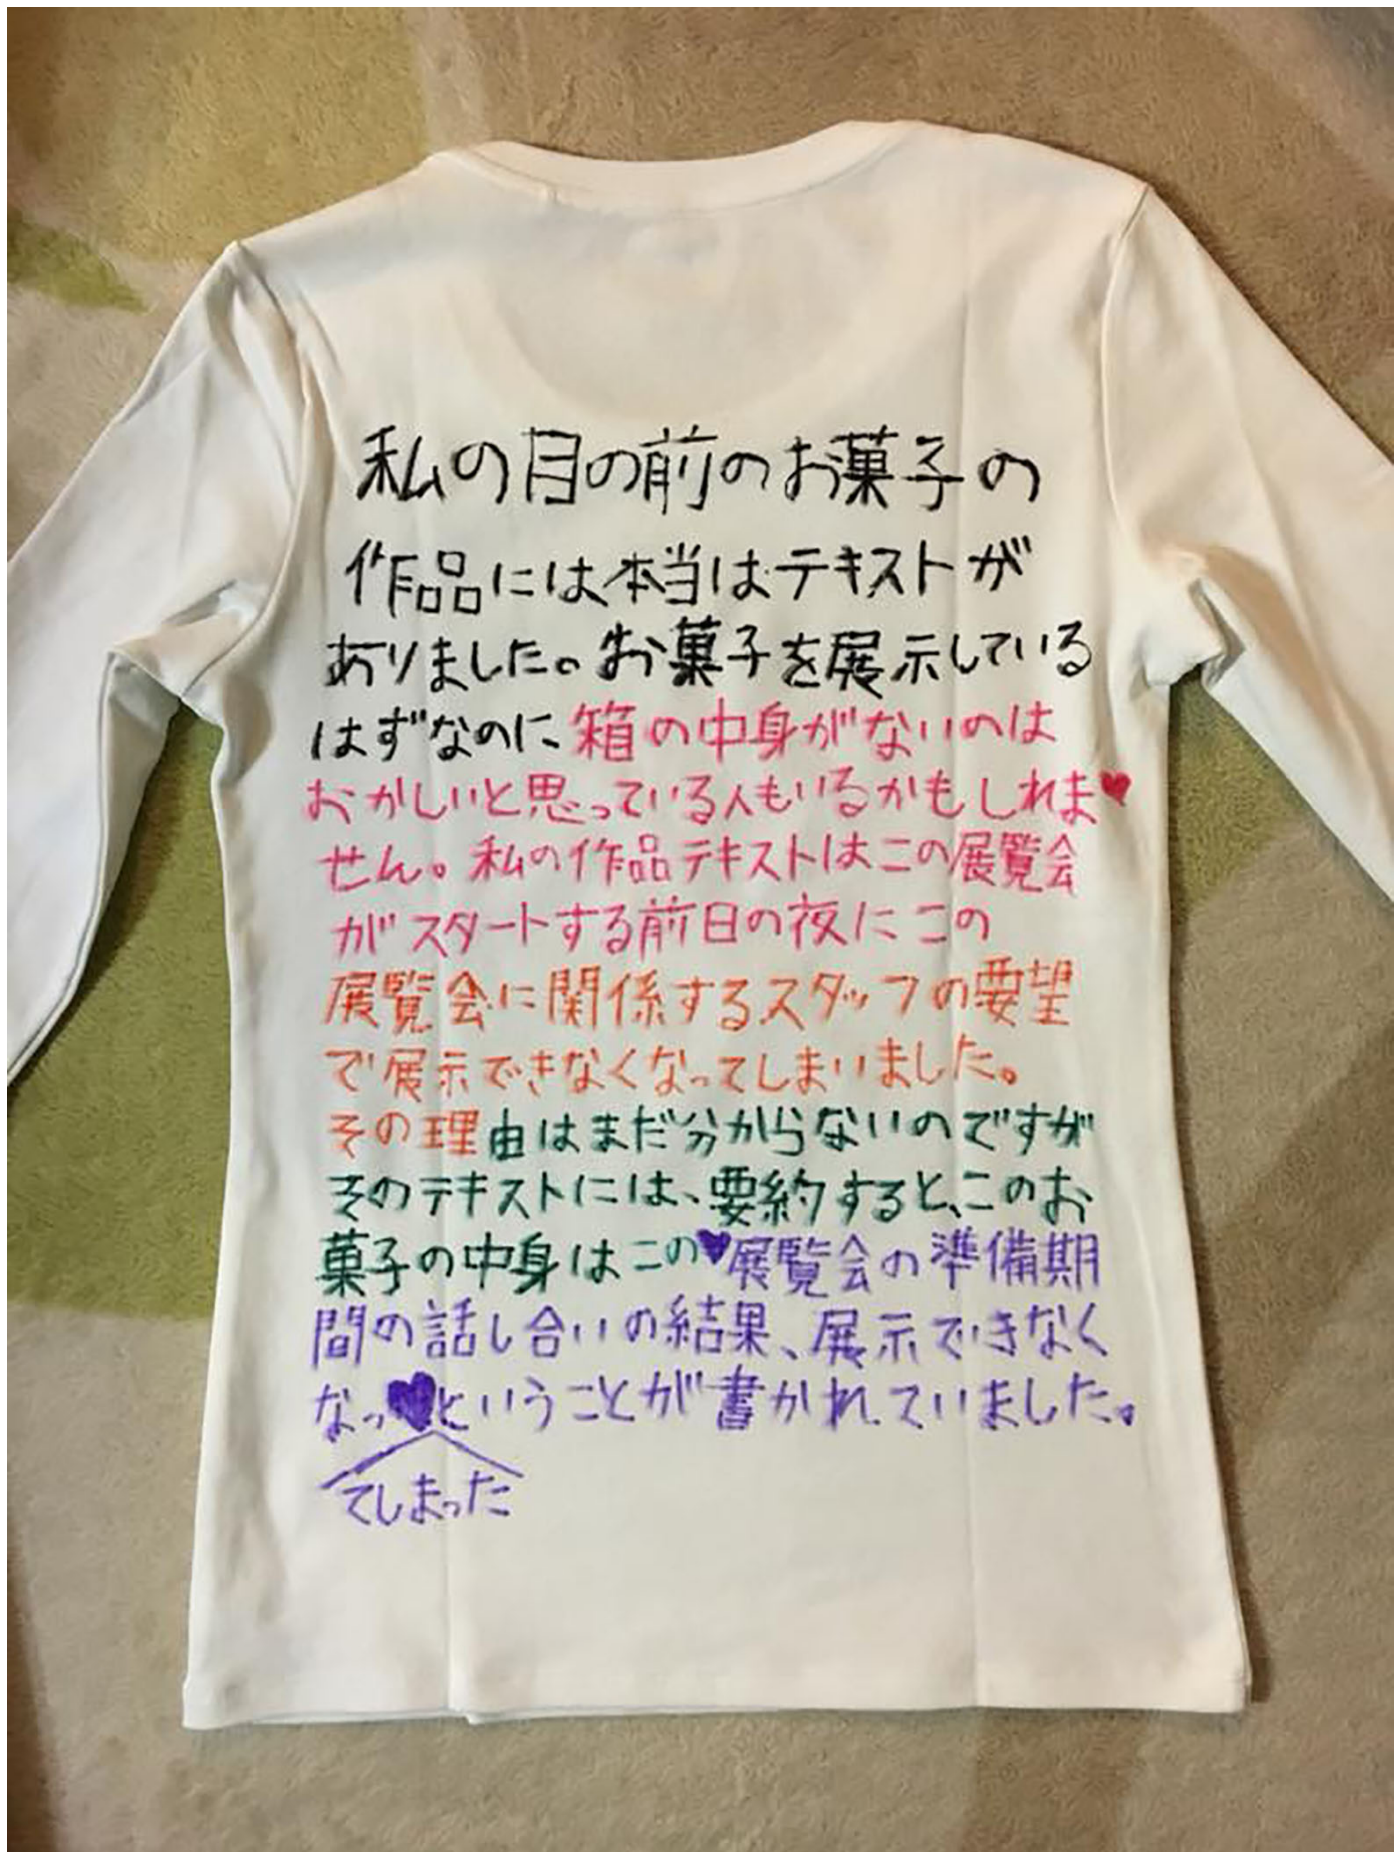 私の目の前のお菓子の
作品には本当はテキストが
ありました。お菓子を展示している
はずなのに箱の中身がないのは
おかしいと思っている人もいるかもしれま♥
せん。私の作品テキストはこの展覧会
がスタートする前日の夜にこの
展覧会に関係するスタッフの要望
で展示できなくなってしまいました。
その理由はまだ分からないのですが
そのテキストには、要約すると、このお
菓子の中身はこの♥展覧会の準備期
間の話し合いの結果、展示できなく
なっ♥ということが書かれていました。
てしまった